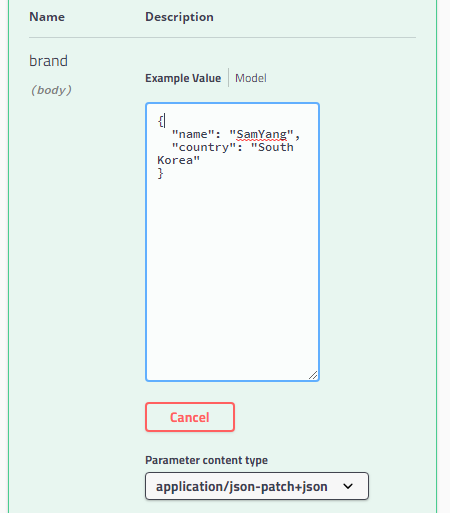 Name Description
brand
(body)
Example Value Model
{
"name": "SamYang",
"country": "South
Korea"
}
Cancel
Parameter content type
application/json-patch+json